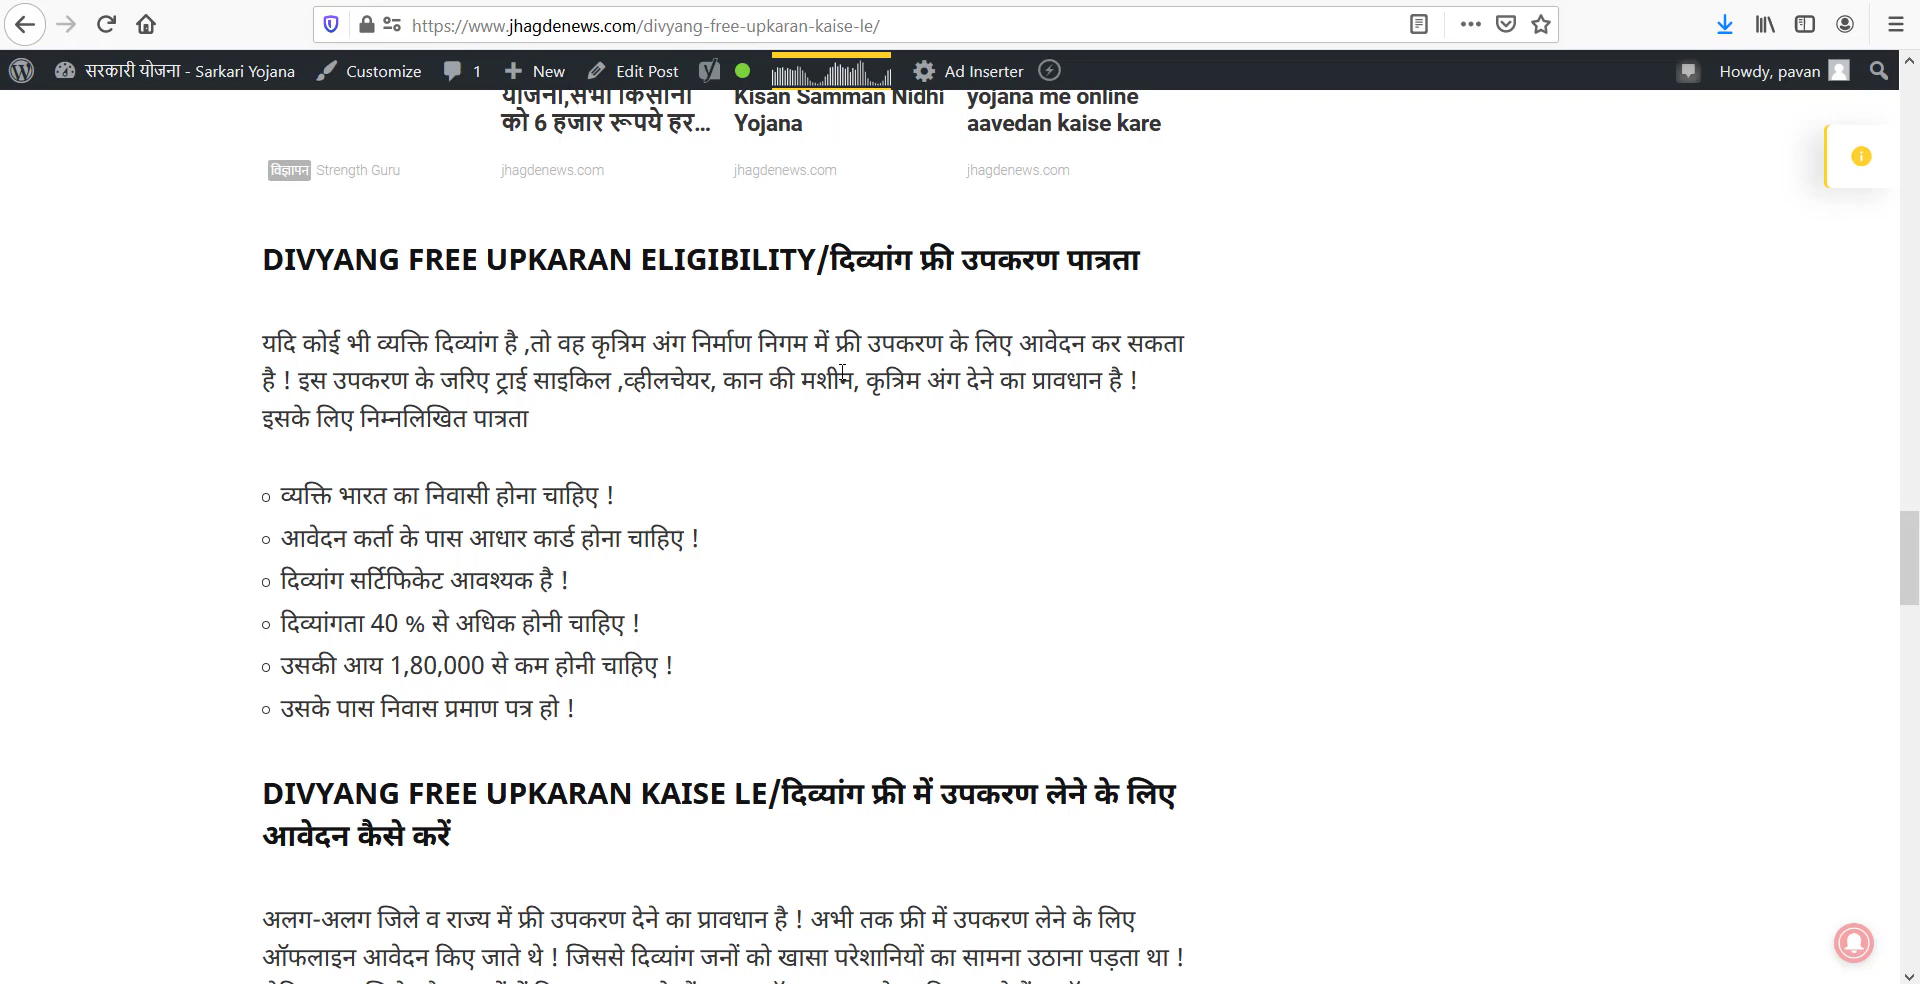 https://www.jhagdenews.com/divyang-free-upkaran-kaise-le/
सरकारी योजना - Sarkari Yojana Customize 1 New Edit Post Ad Inserter Howdy, pavan
योजना,सभी किसानों Kisan Samman Nidhi yojana me online
को 6 हजार रूपये हर... Yojana aavedan kaise kare
विज्ञापन Strength Guru jhagdenews.com jhagdenews.com jhagdenews.com
DIVYANG FREE UPKARAN ELIGIBILITY/दिव्यांग फ्री उपकरण पात्रता
यदि कोई भी व्यक्ति दिव्यांग है ,तो वह कृत्रिम अंग निर्माण निगम में फ्री उपकरण के लिए आवेदन कर सकता
है ! इस उपकरण के जरिए ट्राई साइकिल ,व्हीलचेयर, कान की मशीन, कृत्रिम अंग देने का प्रावधान है !
इसके लिए निम्नलिखित पात्रता
व्यक्ति भारत का निवासी होना चाहिए !
आवेदन कर्ता के पास आधार कार्ड होना चाहिए !
दिव्यांग सर्टिफिकेट आवश्यक है !
दिव्यांगता 40 % से अधिक होनी चाहिए !
उसकी आय 1,80,000 से कम होनी चाहिए !
उसके पास निवास प्रमाण पत्र हो !
DIVYANG FREE UPKARAN KAISE LE/दिव्यांग फ्री में उपकरण लेने के लिए
आवेदन कैसे करें
अलग-अलग जिले व राज्य में फ्री उपकरण देने का प्रावधान है ! अभी तक फ्री में उपकरण लेने के लिए
ऑफलाइन आवेदन किए जाते थे ! जिससे दिव्यांग जनों को खासा परेशानियों का सामना उठाना पड़ता था !